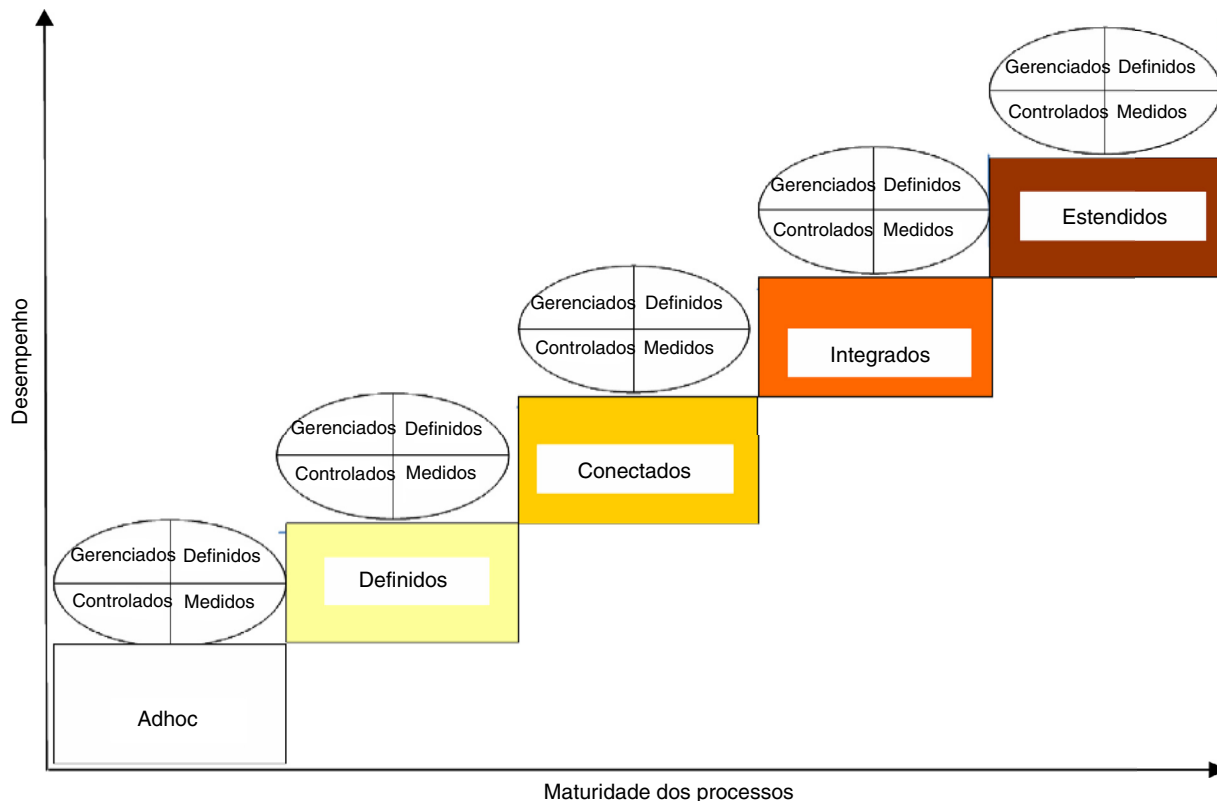 Gerenciados Definidos
Controlados Medidos
Estendidos
Gerenciados Definidos
Controlados Medidos
Integrados
Gerenciados Definidos
Controlados Medidos
Conectados
Gerenciados Definidos
Controlados Medidos
Definidos
Gerenciados Definidos
Controlados Medidos
Adhoc
Desempenho
Maturidade dos processos